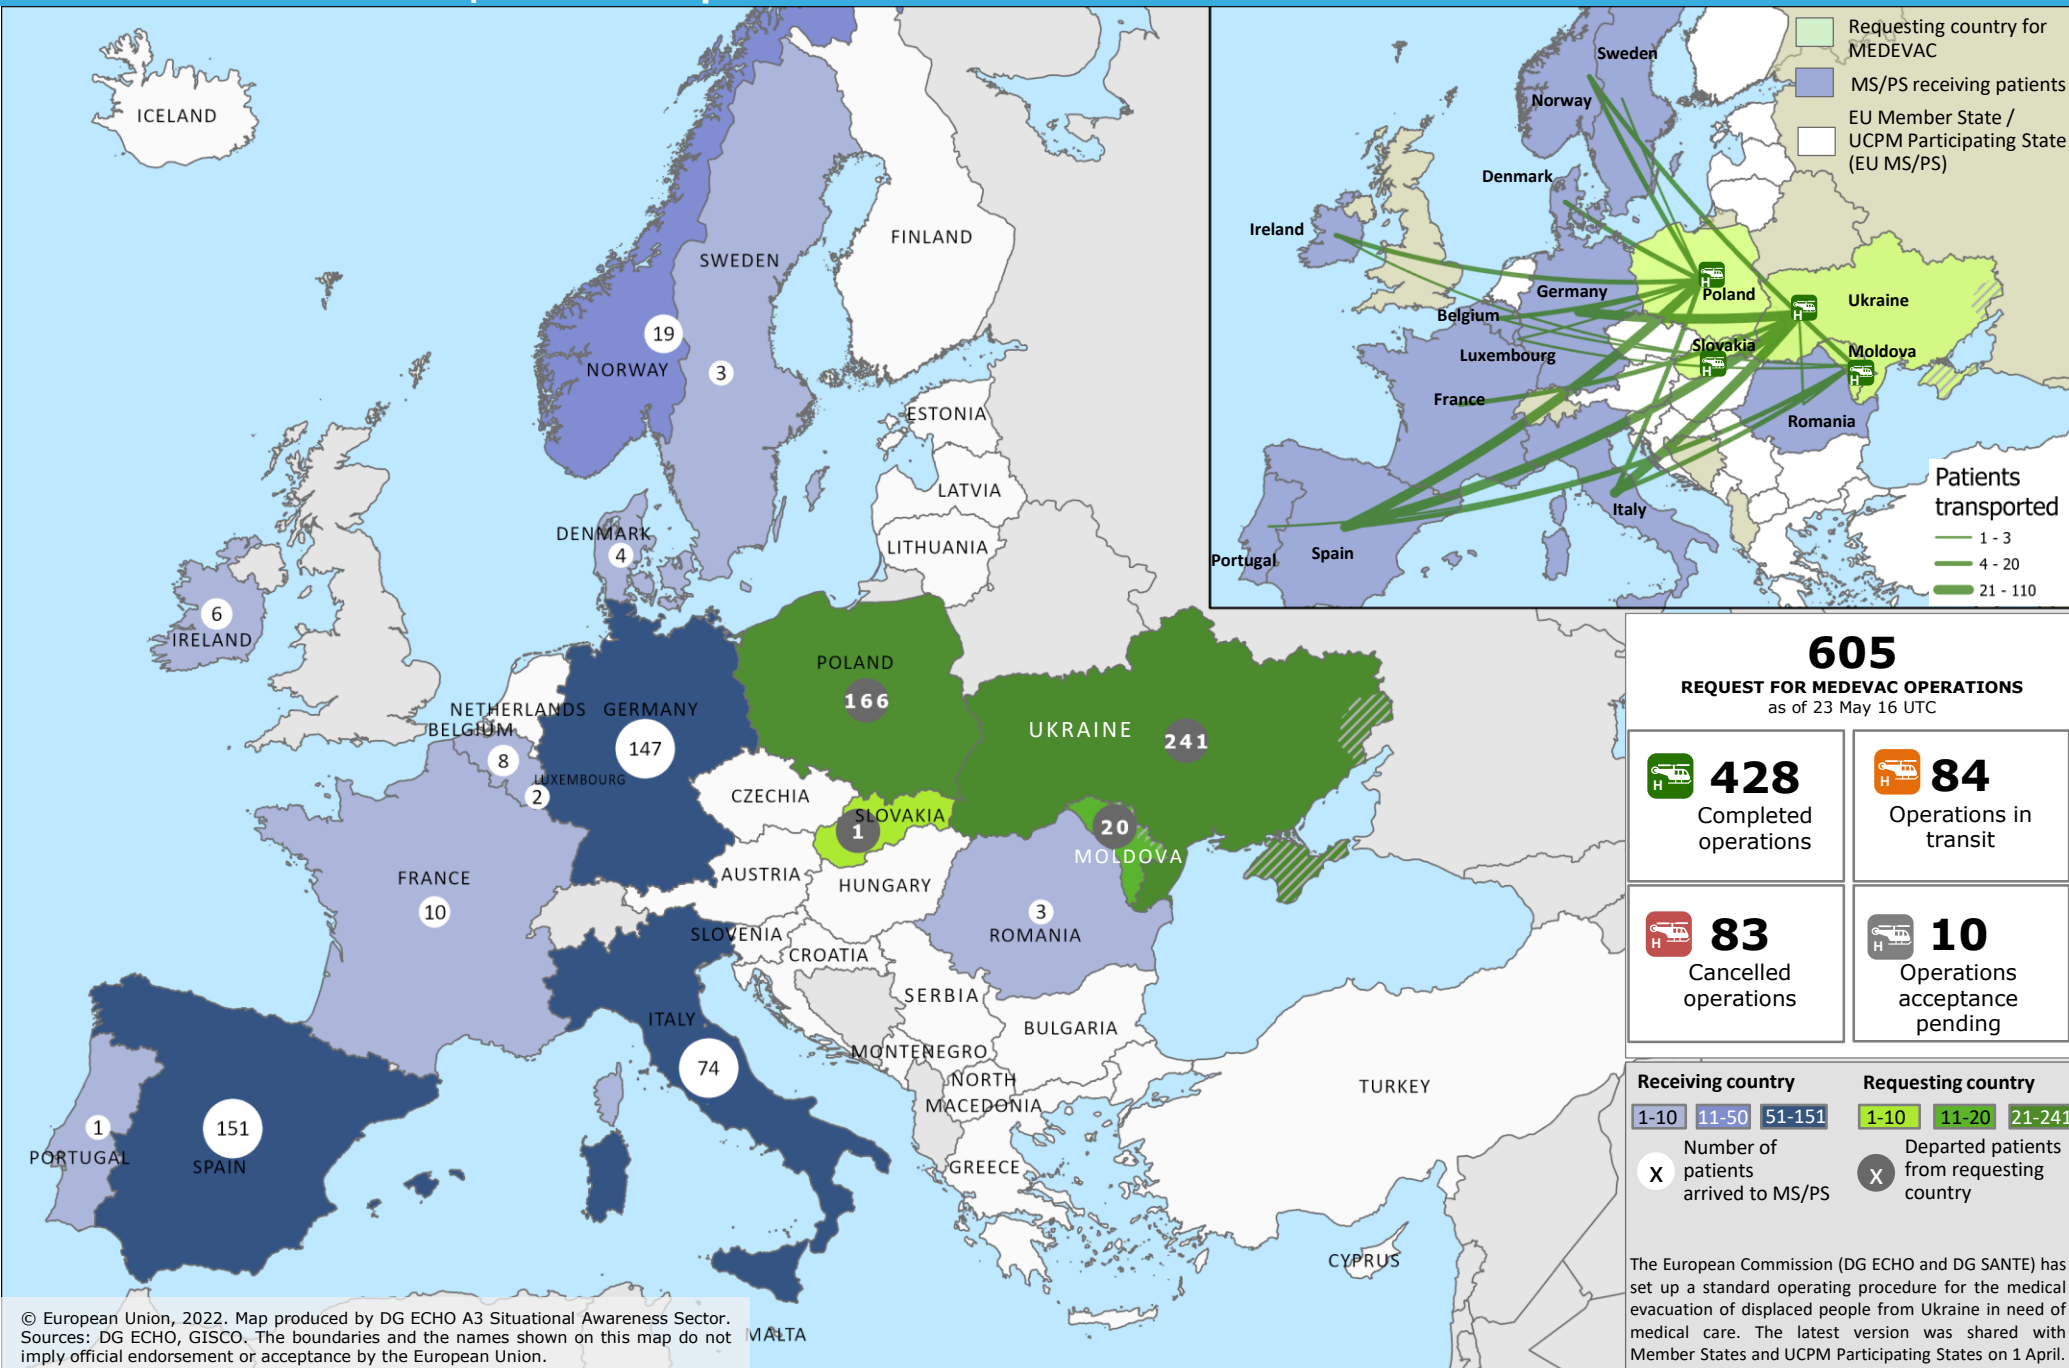 ICELAND
FINLAND
SWEDEN
19
NORWAY
3
ESTONIA
LATVIA
DENMARK
4
LITHUANIA
6
IRELAND
POLAND
166
NETHERLANDS
GERMANY
BELGIUM
147
8
LUXEMBOURG
2
UKRAINE
241
CZECHIA
SLOVAKIA
1
20
MOLDOVA
AUSTRIA
HUNGARY
FRANCE
10
3
ROMANIA
SLOVENIA
CROATIA
SERBIA
ITALY
BULGARIA
MONTENEGRO
74
NORTH
MACEDONIA
TURKEY
1
PORTUGAL
151
SPAIN
GREECE
CYPRUS
MALTA
Sweden
Norway
Denmark
Ireland
Germany
Poland
Ukraine
Belgium
Luxembourg
Slovakia
Moldova
France
Romania
Italy
Portugal
Spain
H
H
H
H
Requesting country for
MEDEVAC
MS/PS receiving patients
EU Member State /
UCPM Participating State
(EU MS/PS)
Patients
transported
1 - 3
4 - 20
21 - 110
605
REQUEST FOR MEDEVAC OPERATIONS
as of 23 May 16 UTC
H
428
Completed
operations
H
84
Operations in
transit
H
83
Cancelled
operations
H
10
Operations
acceptance
pending
Receiving country
1-10 11-50 51-151
X
Number of
patients
arrived to MS/PS
Requesting country
1-10 11-20 21-241
X
Departed patients
from requesting
country
The European Commission (DG ECHO and DG SANTE) has
set up a standard operating procedure for the medical
evacuation of displaced people from Ukraine in need of
medical care. The latest version was shared with
Member States and UCPM Participating States on 1 April.
© European Union, 2022. Map produced by DG ECHO A3 Situational Awareness Sector.
Sources: DG ECHO, GISCO. The boundaries and the names shown on this map do not
imply official endorsement or acceptance by the European Union.